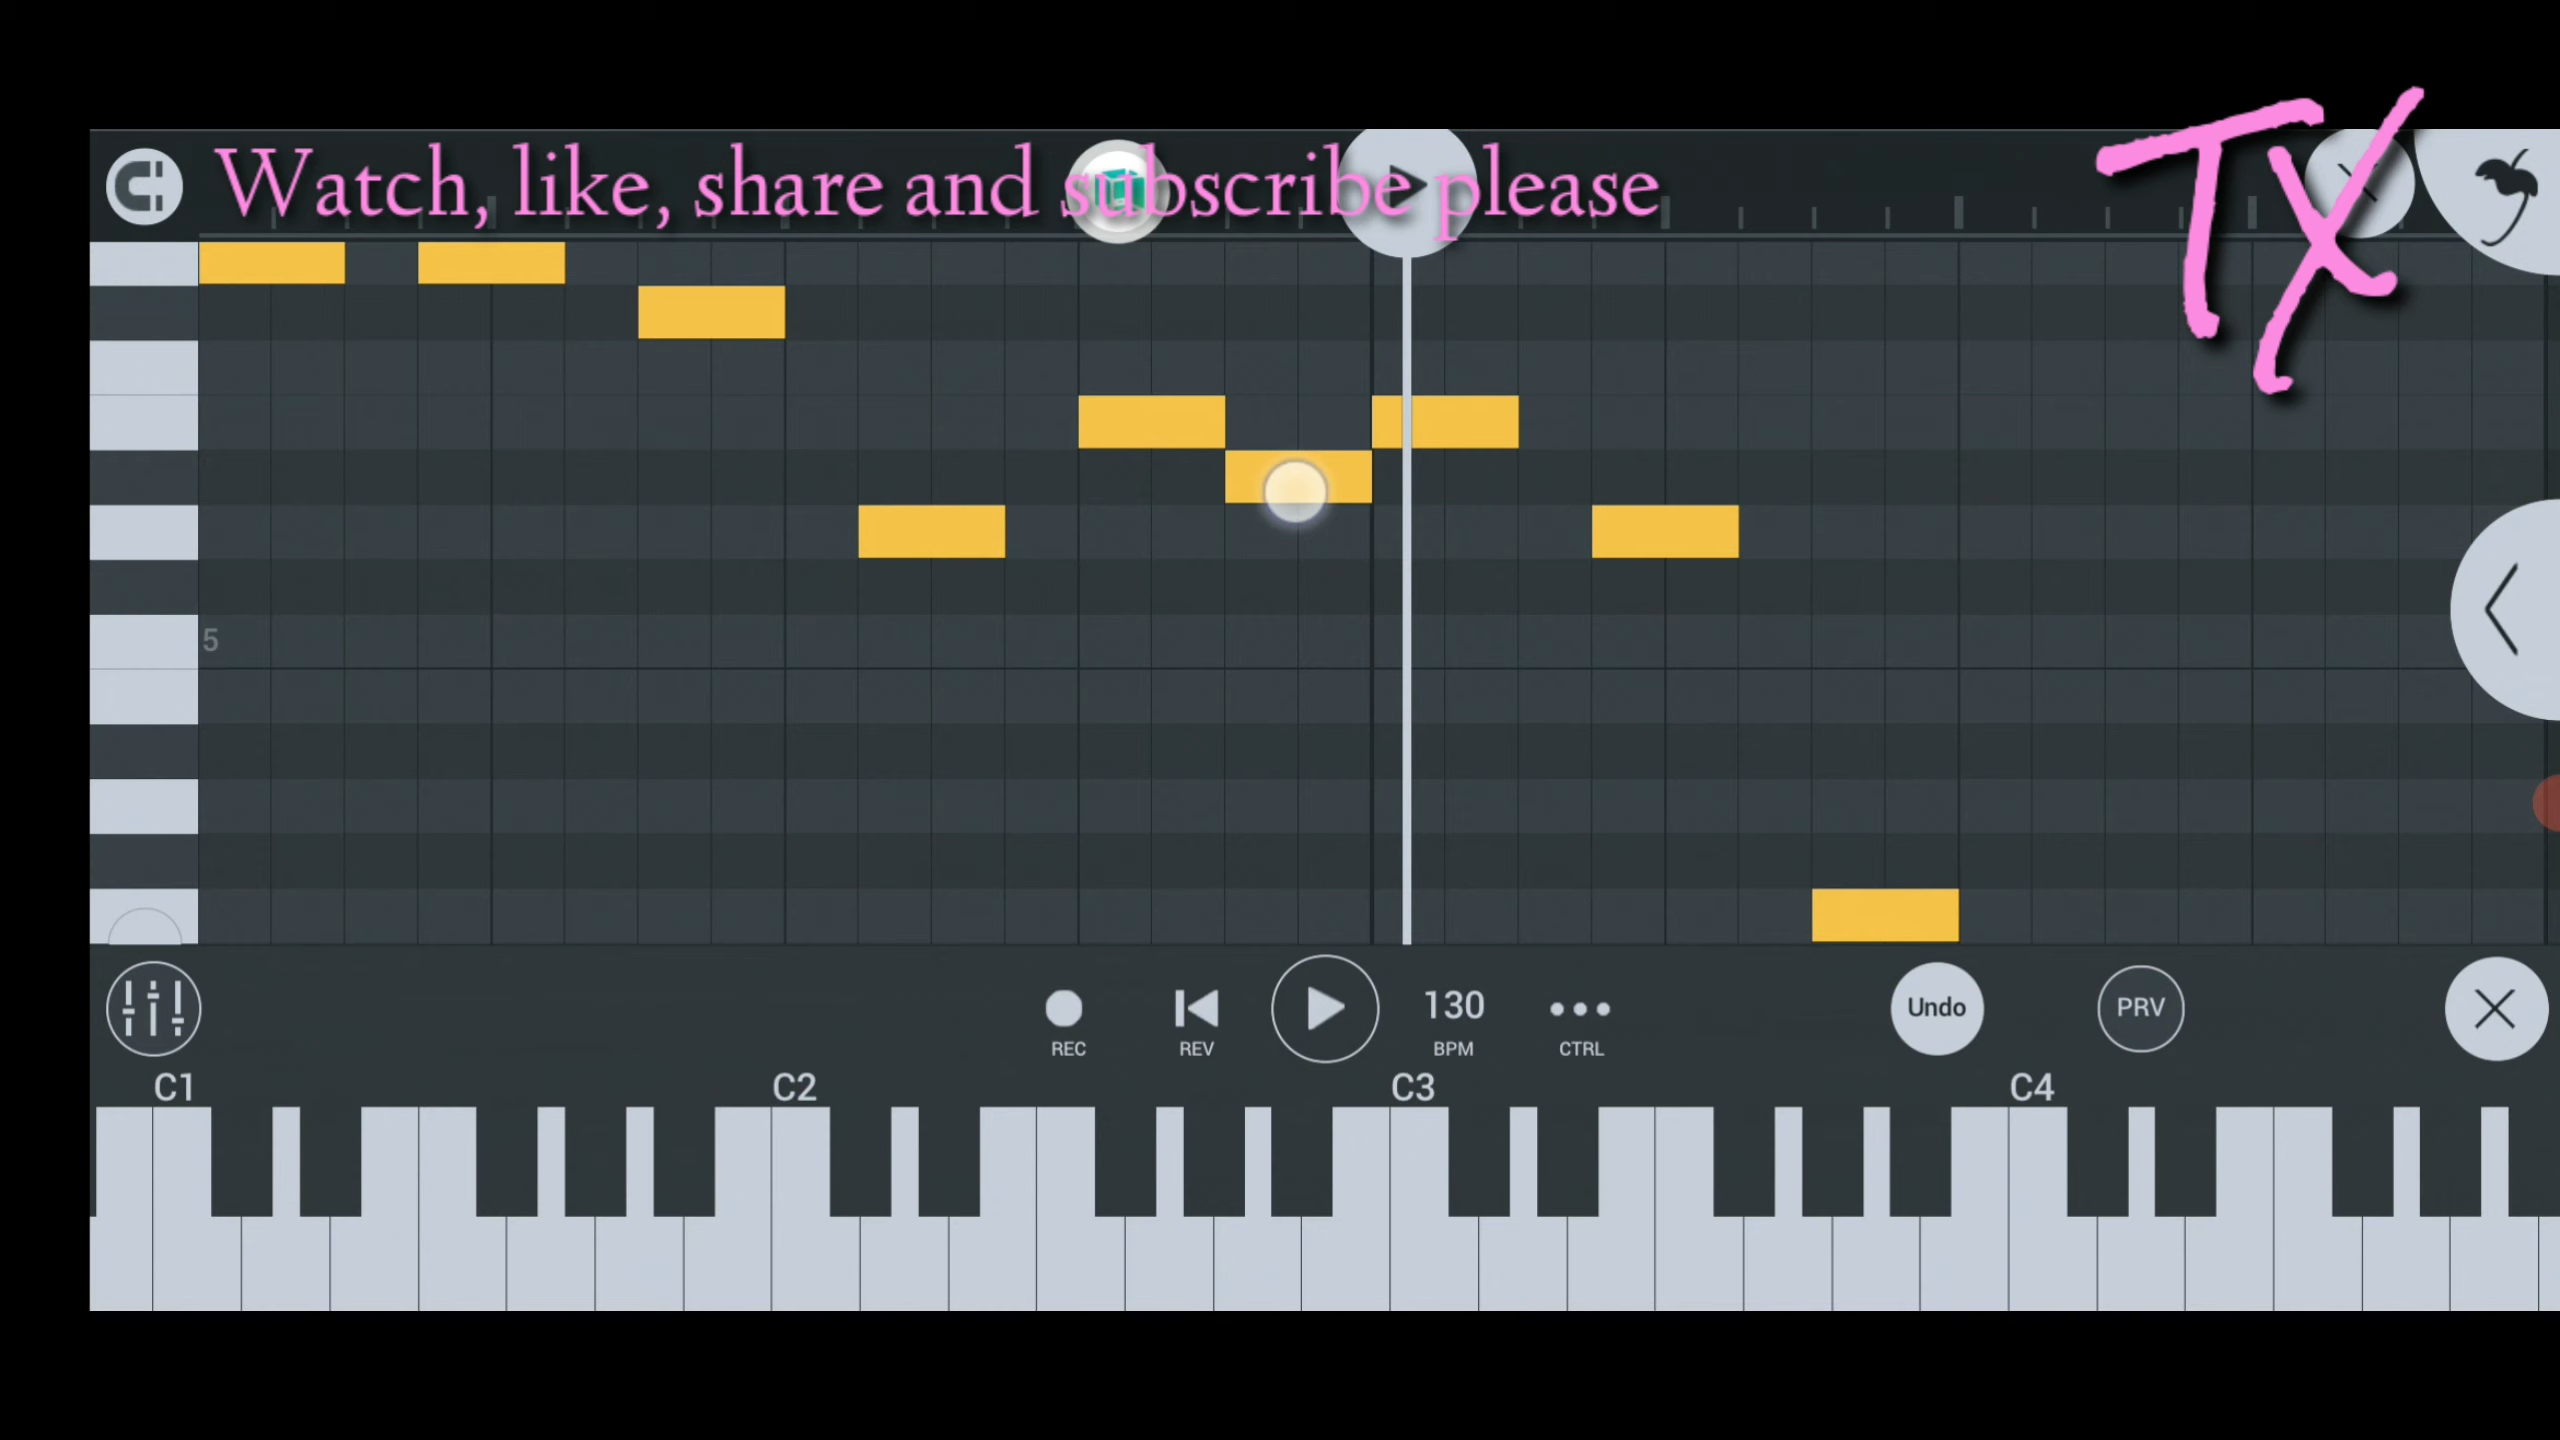 Watch, like, share and subscribe please
TX
5
130
REC
REV
BPM
CTRL
Undo
PRV
C1
C2
C3
C4